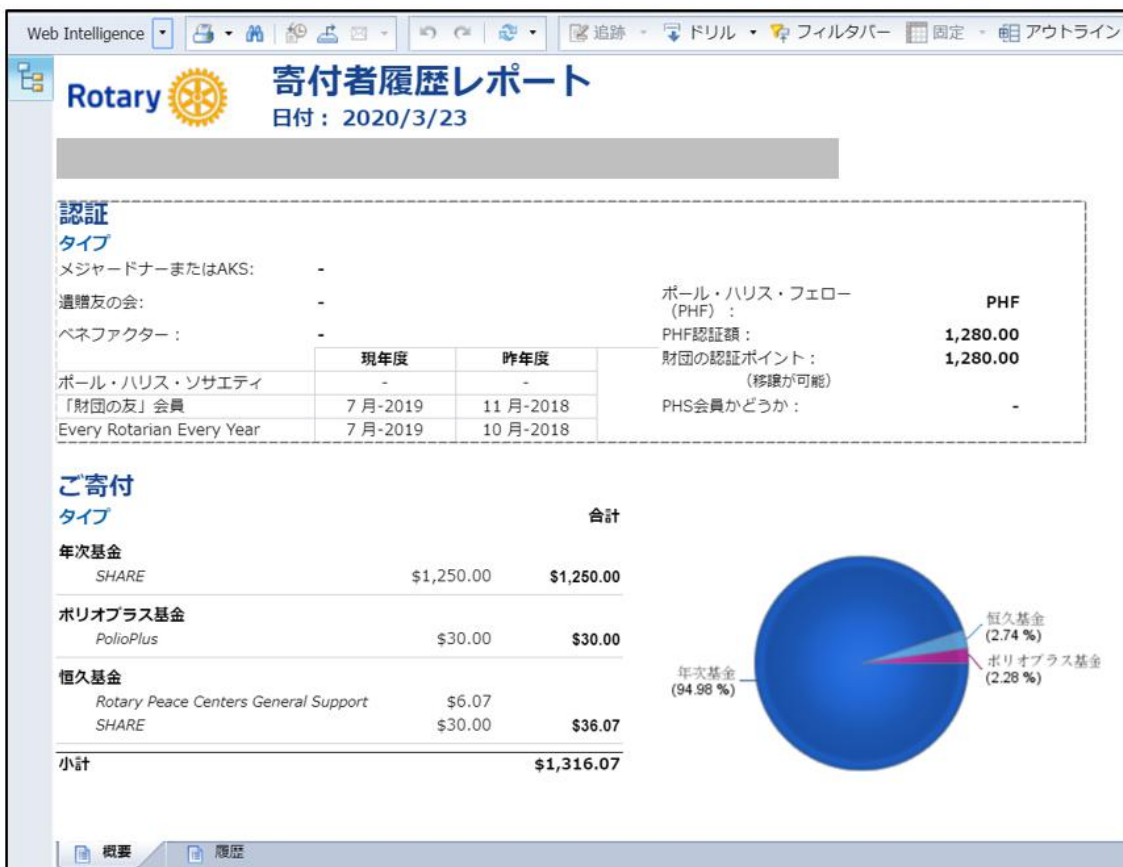 Web Intelligence 追跡 ドリル フィルタバー 固定 アウトライン
Rotary
寄付者履歴レポート
日付： 2020/3/23
認証
タイプ
メジャードナーまたはAKS: -
遺贈友の会: -
ベネファクター： -
現年度 昨年度
ポール・ハリス・ソサエティ - -
「財団の友」会員 7 月-2019 11 月-2018
Every Rotarian Every Year 7 月-2019 10 月-2018
ポール・ハリス・フェロー
（PHF）： PHF
PHF認証額： 1,280.00
財団の認証ポイント： 1,280.00
（移譲が可能）
PHS会員かどうか： -
ご寄付
タイプ 合計
年次基金
SHARE $1,250.00 $1,250.00
ポリオプラス基金
PolioPlus $30.00 $30.00
恒久基金
Rotary Peace Centers General Support $6.07
SHARE $30.00 $36.07
小計 $1,316.07
恒久基金
(2.74 %)
ポリオプラス基金
(2.28 %)
年次基金
(94.98 %)
概要 履歴